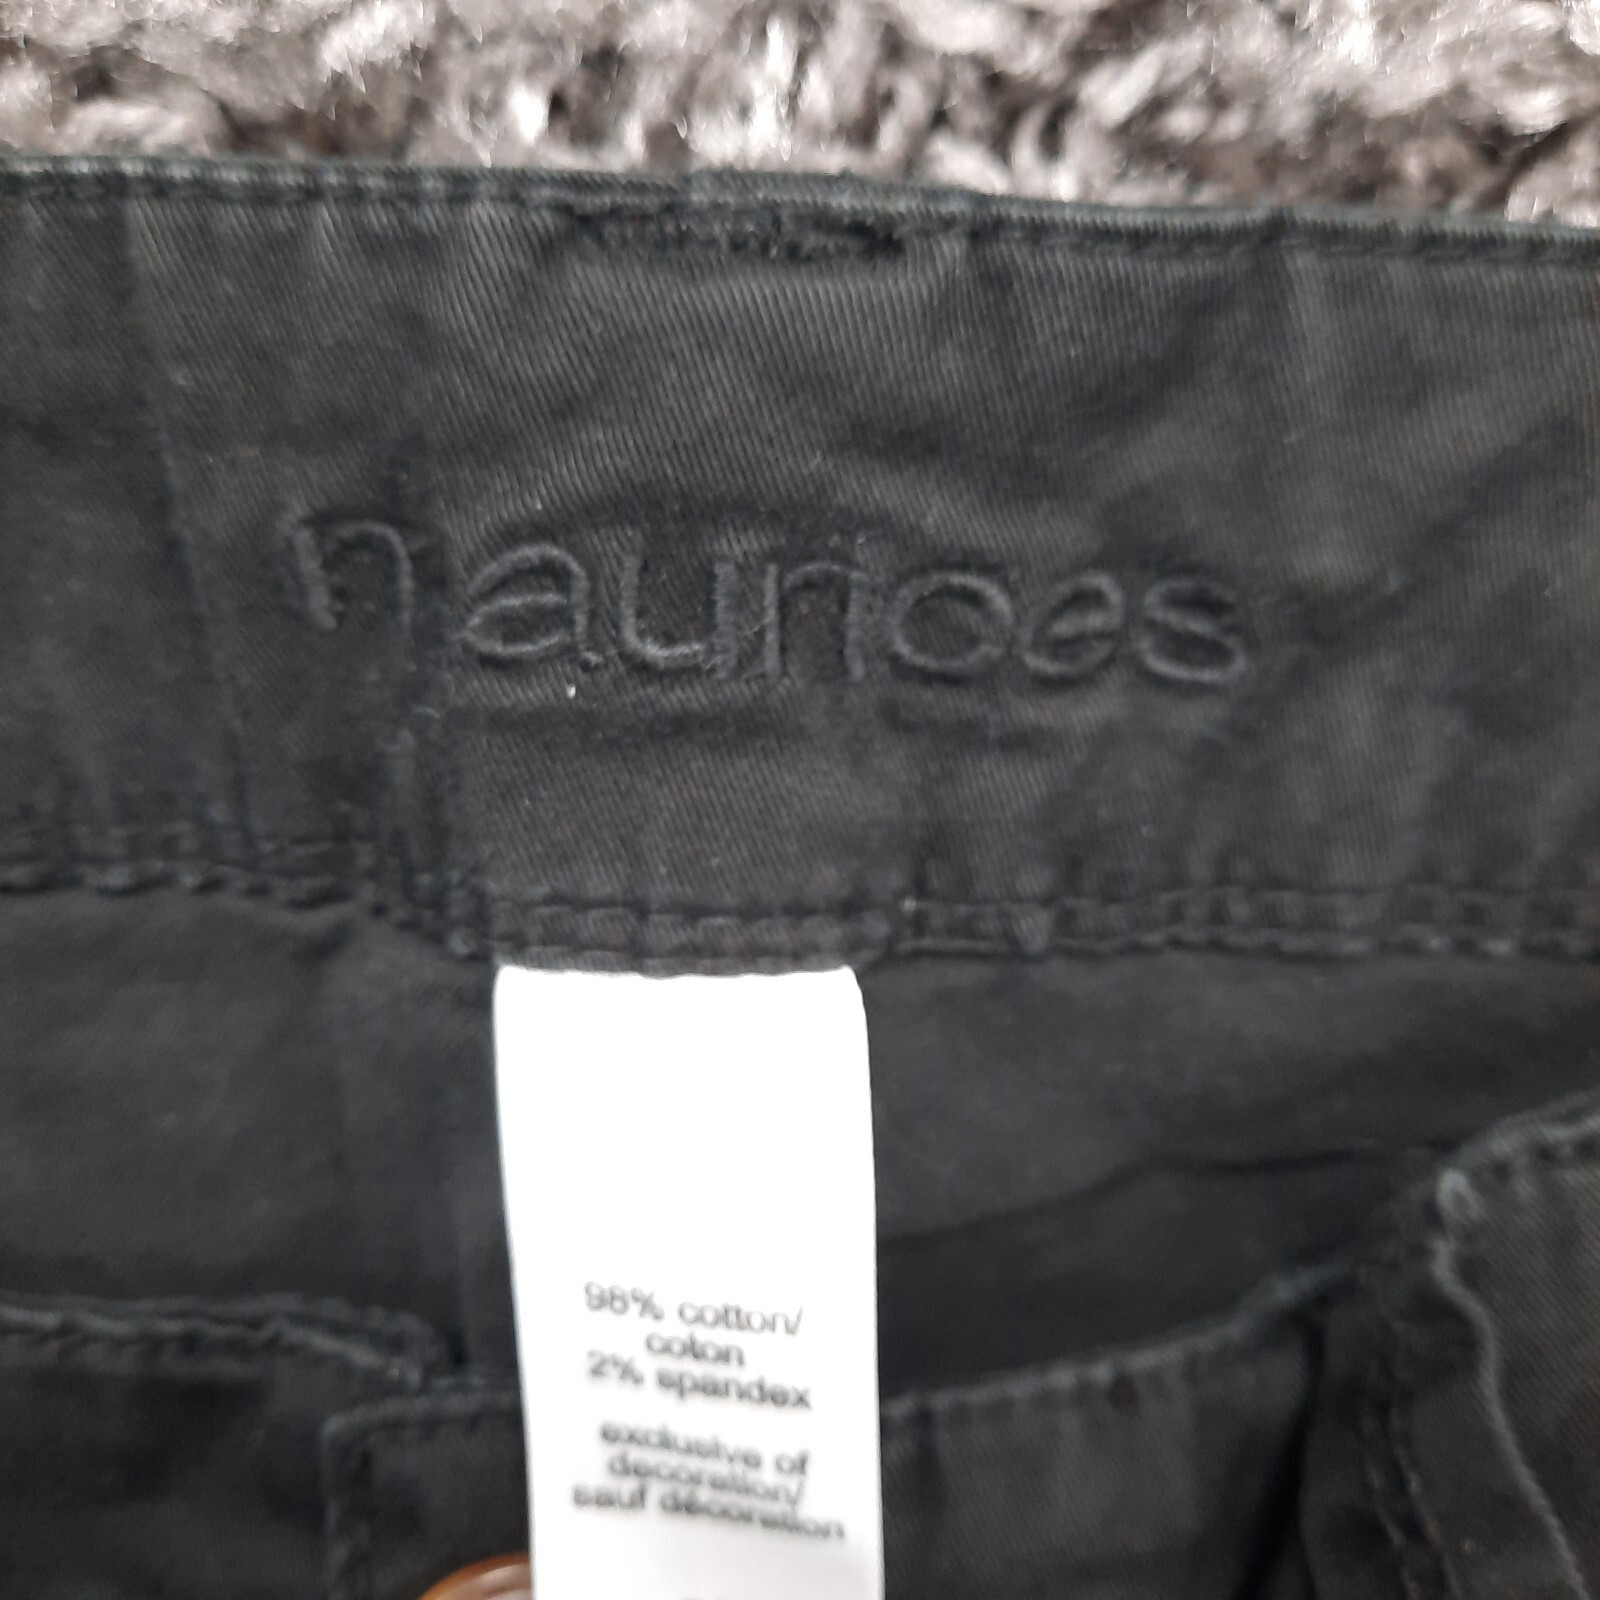 maurices
98% cotton/
coton
2% spandex
exclusive of
decoration/
sauf décoration